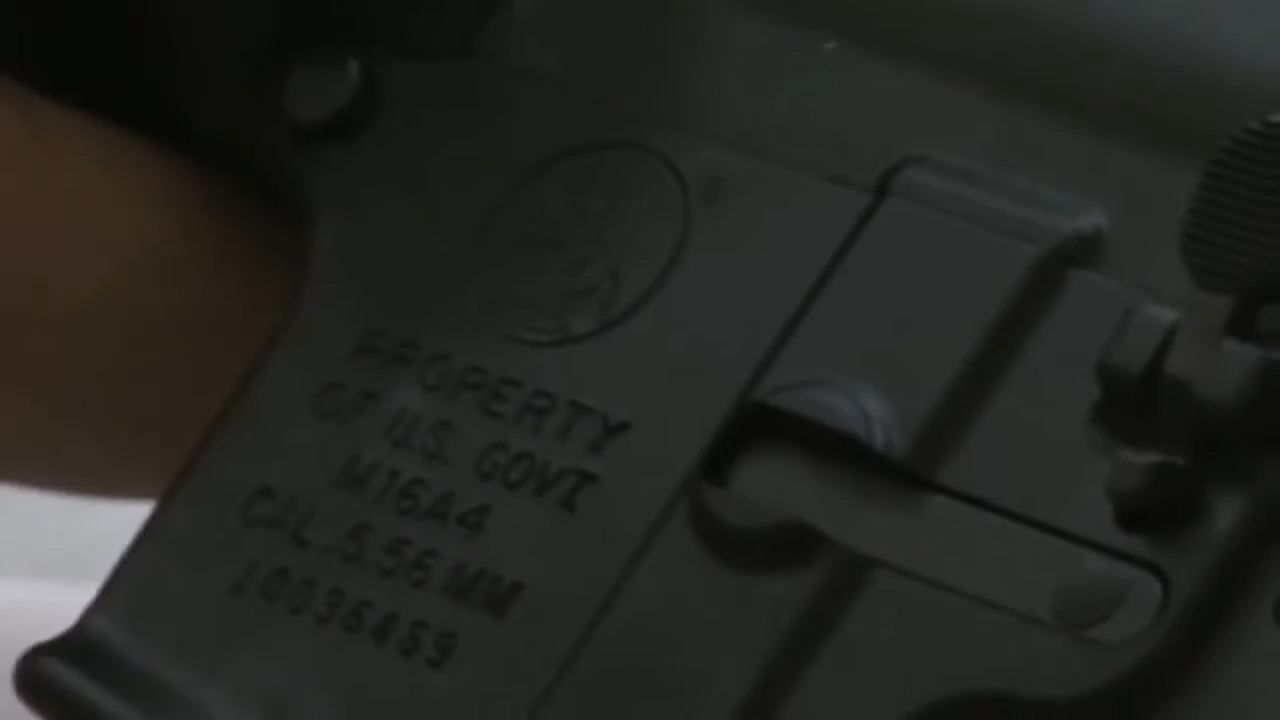 PROPERTY
OF U.S. GOVT
M16A4
CAL. 5.56 MM
10036459